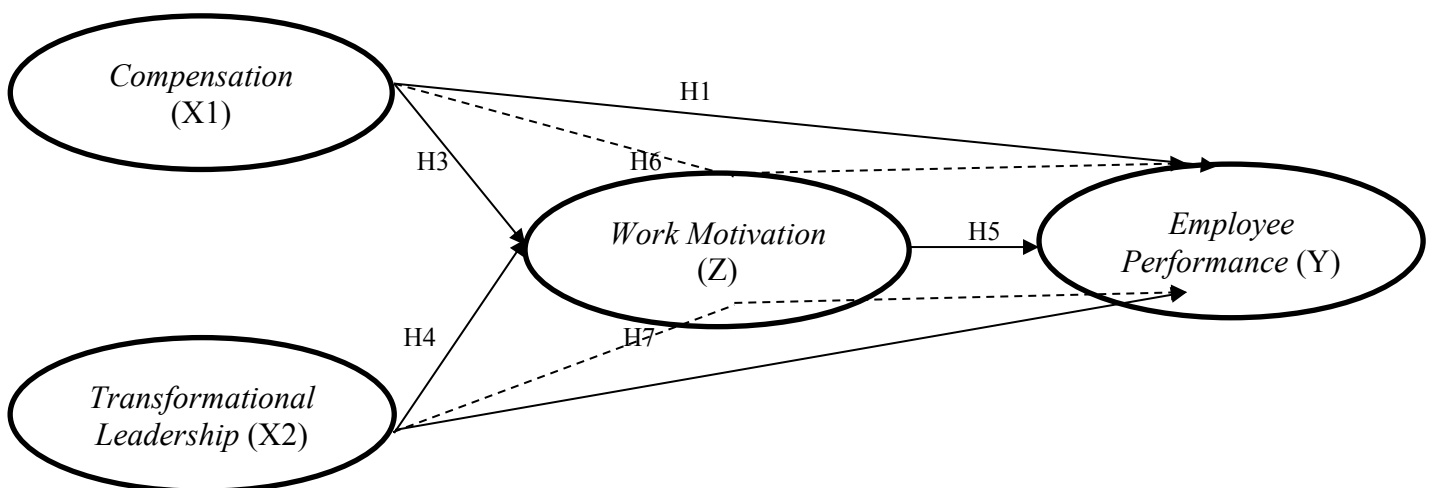 Compensation
(X1)
H1
H3
H6
Work Motivation
(Z)
H5
Employee
Performance (Y)
H4
H7
Transformational
Leadership (X2)